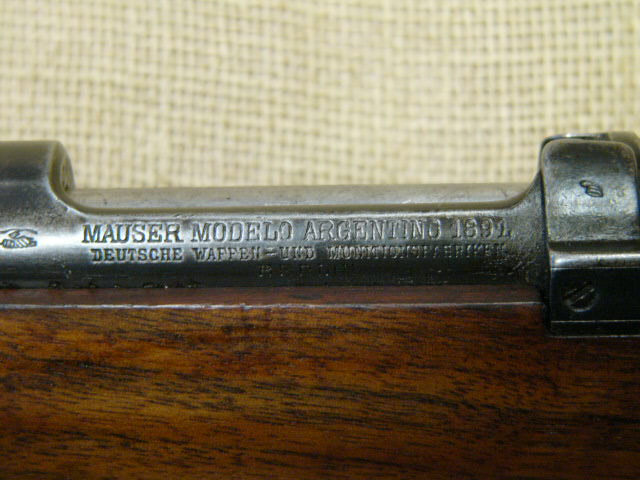 MAUSER MODELO ARGENTINO 1891.
DEUTSCHE WAFFEN-UND MUNITIONSFABRIKEN
BERLIN